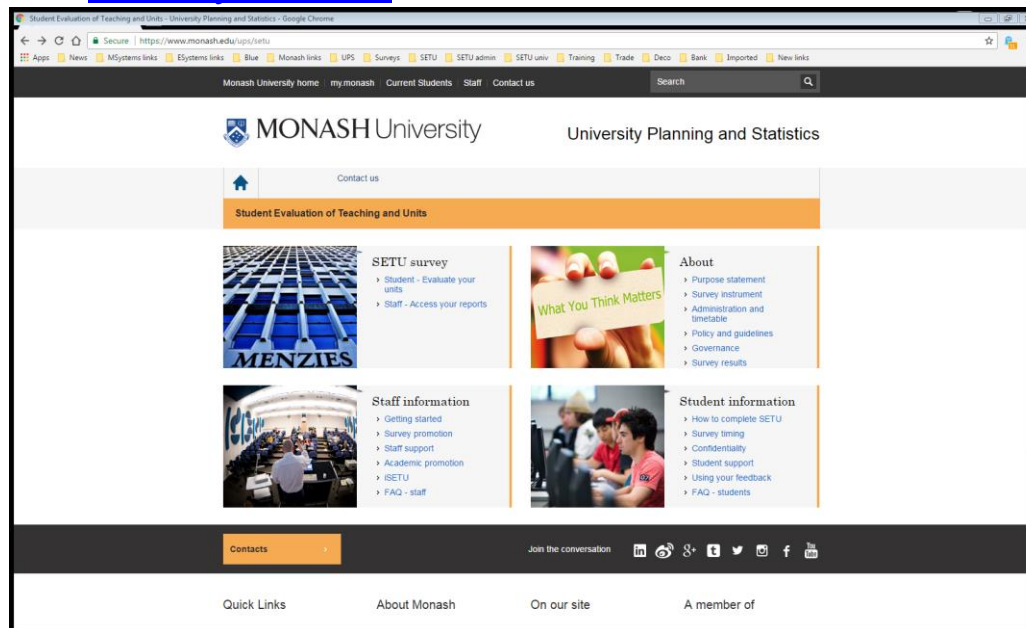 Student Evaluation of Teaching and Units - University Planning and Statistics - Google Chrome
Secure | https://www.monash.edu/ups/setu
Apps News MSystems links ESystems links Blue Monash links UPS Surveys SETU SETU admin SETU univ Training Trade Deco Bank Imported New links
Monash University home my.monash Current Students Staff Contact us Search
MONASH University University Planning and Statistics
Contact us
Student Evaluation of Teaching and Units
SETU survey
› Student - Evaluate your
units
› Staff - Access your reports
MENZIES
About
› Purpose statement
› Survey instrument
› Administration and
timetable
› Policy and guidelines
› Governance
› Survey results
What You Think Matters
Staff information
› Getting started
› Survey promotion
› Staff support
› Academic promotion
› iSETU
› FAQ - staff
Student information
› How to complete SETU
› Survey timing
› Confidentiality
› Student support
› Using your feedback
› FAQ - students
Contacts ›
Join the conversation in 8+ t f You Tube
Quick Links About Monash On our site A member of